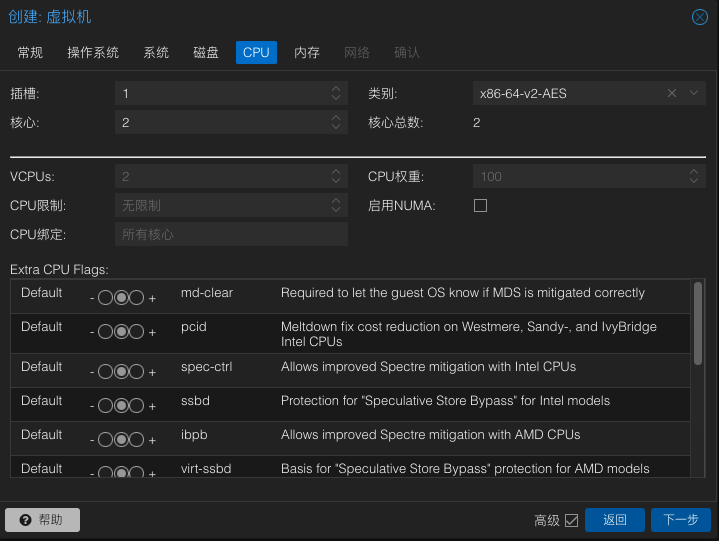 创建: 虚拟机
常规 操作系统 系统 磁盘 CPU 内存 网络 确认
插槽: 1 类别: x86-64-v2-AES
核心: 2 核心总数: 2
VCPUs: 2 CPU权重: 100
CPU限制: 无限制 启用NUMA:
CPU绑定: 所有核心
Extra CPU Flags:
Default - + md-clear Required to let the guest OS know if MDS is mitigated correctly
Default - + pcid Meltdown fix cost reduction on Westmere, Sandy-, and IvyBridge
Intel CPUs
Default - + spec-ctrl Allows improved Spectre mitigation with Intel CPUs
Default - + ssbd Protection for "Speculative Store Bypass" for Intel models
Default - + ibpb Allows improved Spectre mitigation with AMD CPUs
Default - + virt-ssbd Basis for "Speculative Store Bypass" protection for AMD models
帮助 高级 返回 下一步